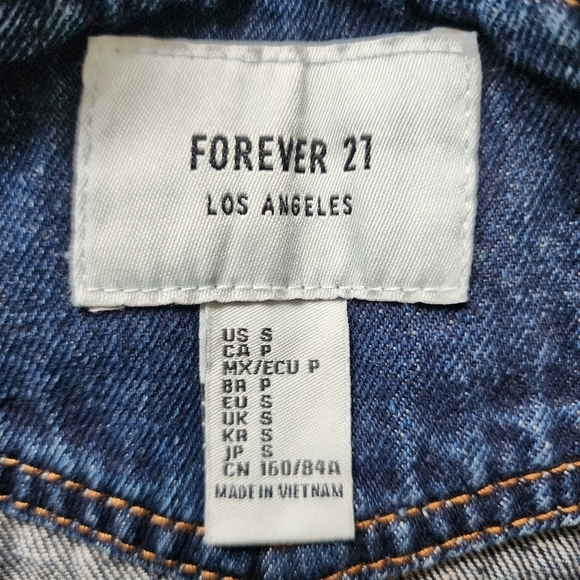 FOREVER 21
LOS ANGELES
US S
CA P
MX/ECU P
BR P
EU S
UK S
KR S
JP S
CN 160/84A
MADE IN VIETNAM